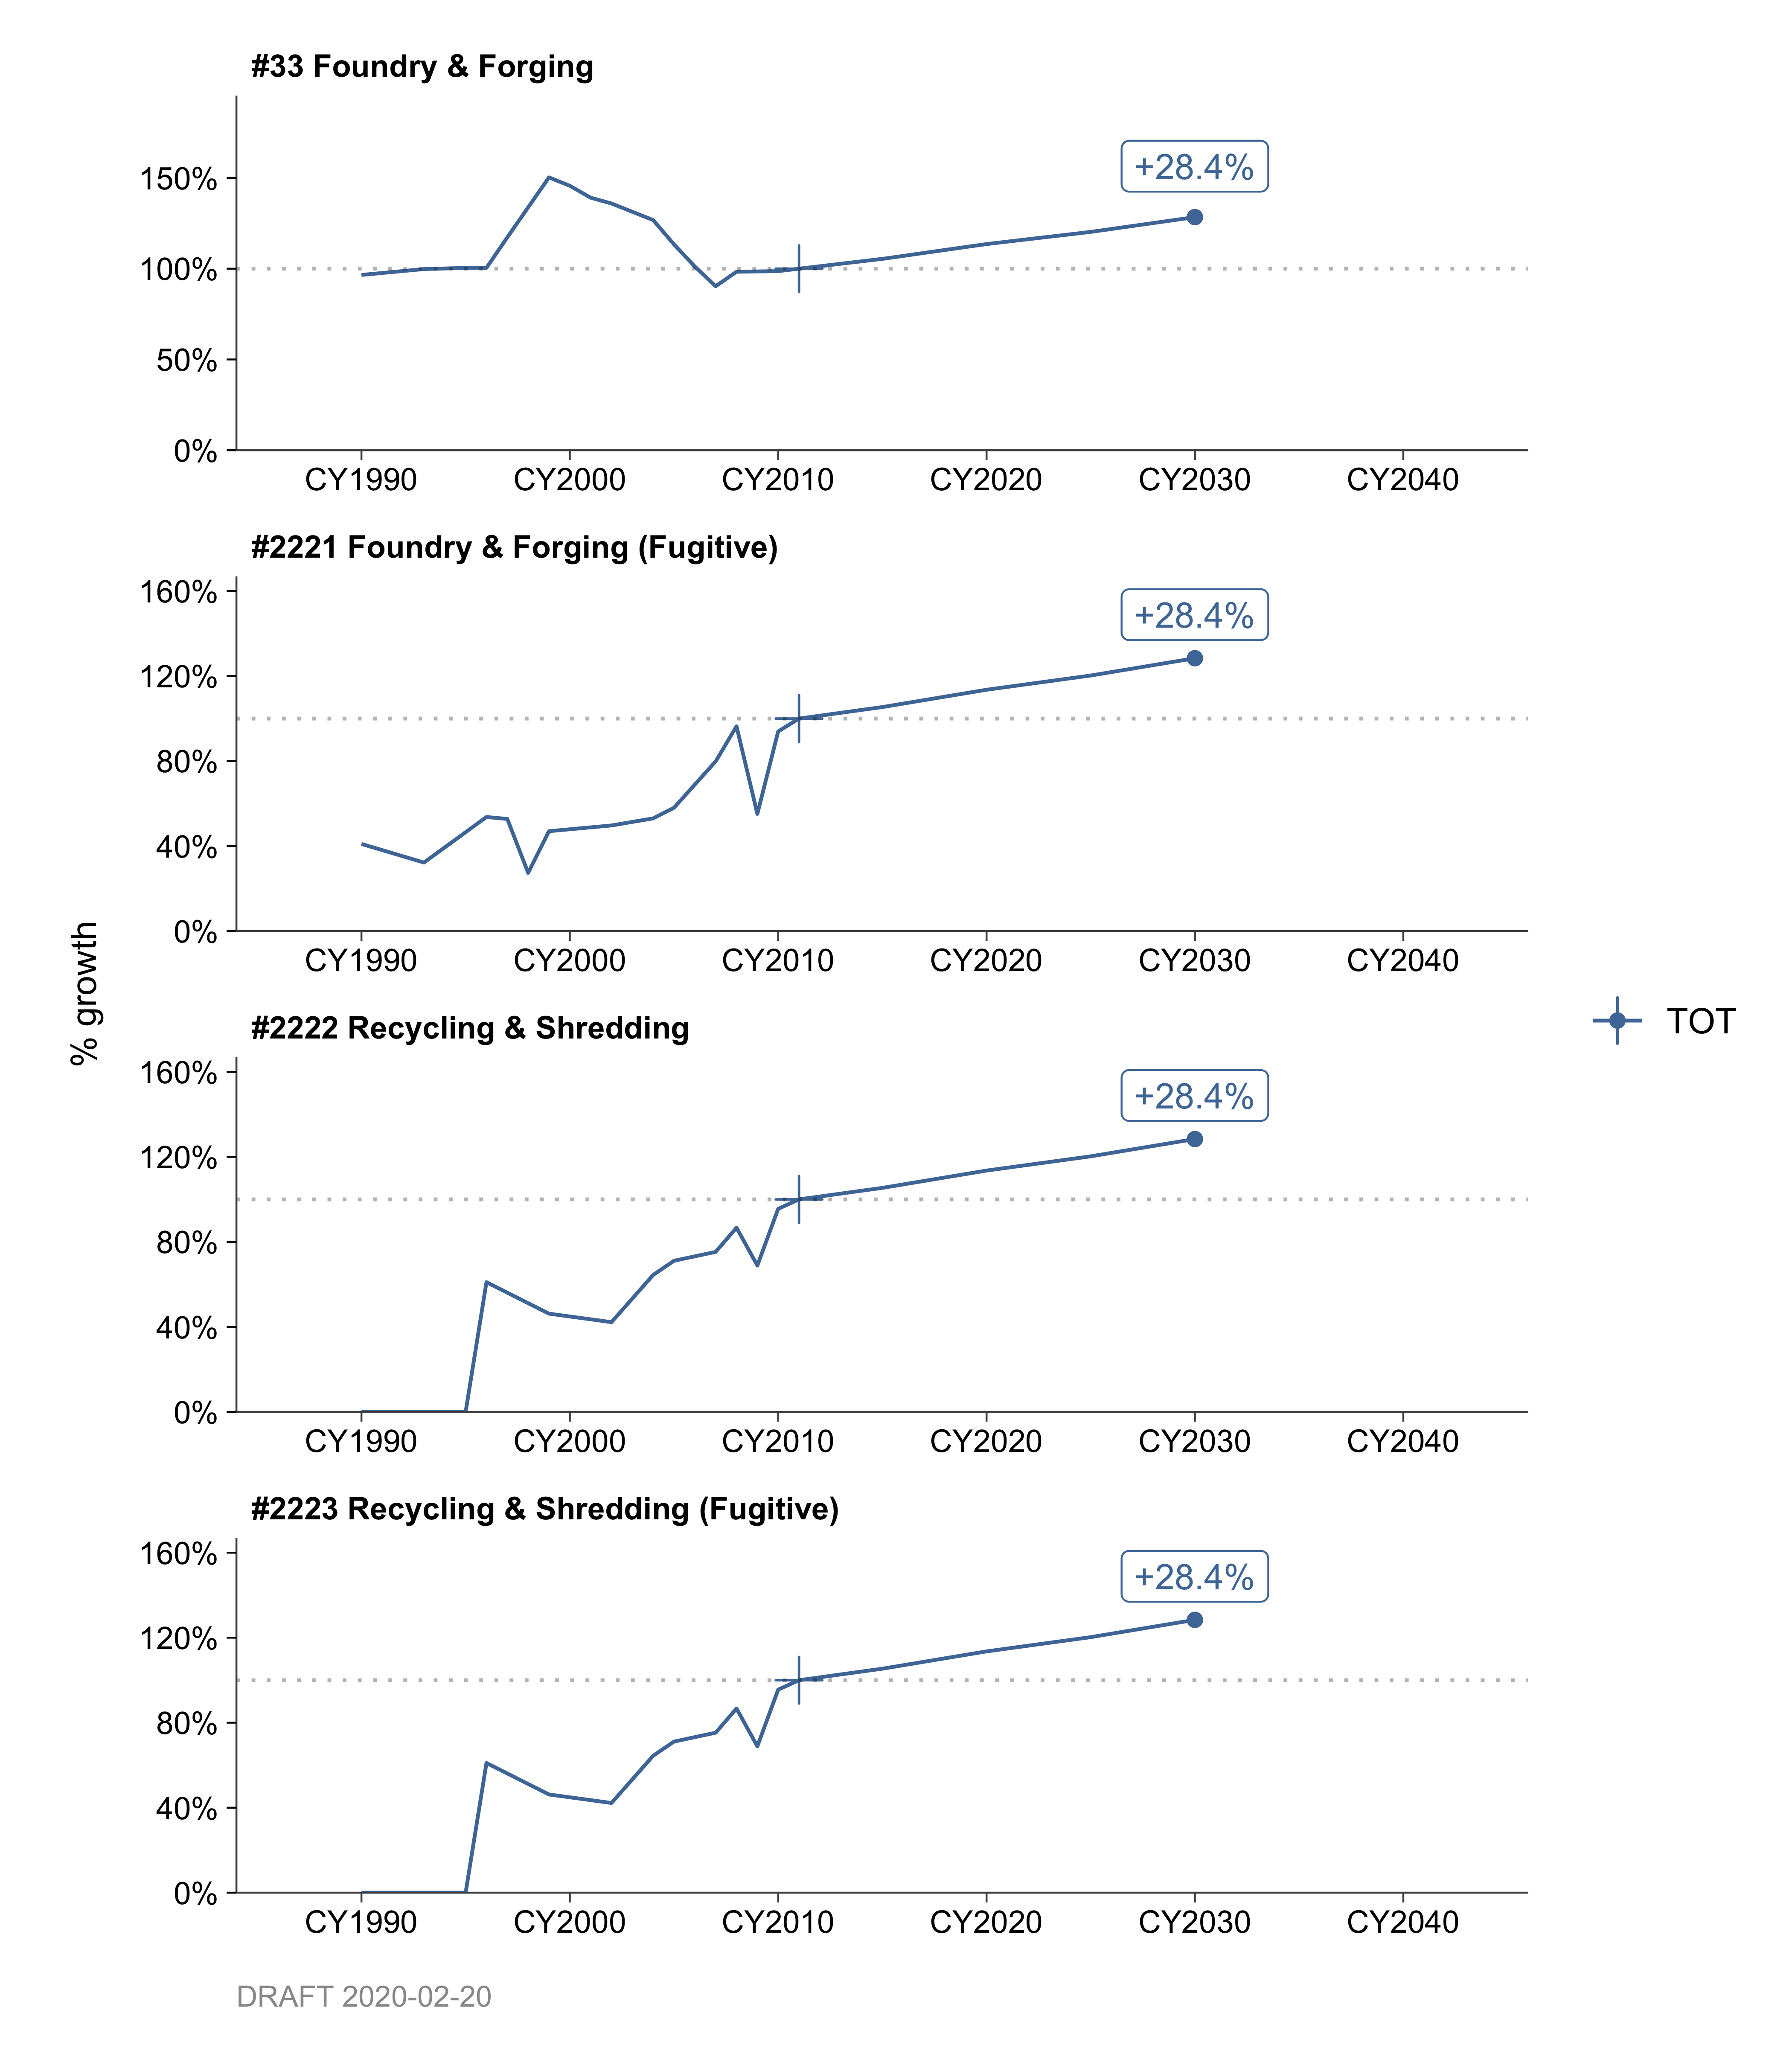 #33 Foundry & Forging
150%
100%
50%
0%
+28.4%
CY1990 CY2000 CY2010 CY2020 CY2030 CY2040
#2221 Foundry & Forging (Fugitive)
160%
120%
80%
40%
0%
+28.4%
CY1990 CY2000 CY2010 CY2020 CY2030 CY2040
% growth
#2222 Recycling & Shredding
160%
120%
80%
40%
0%
+28.4%
CY1990 CY2000 CY2010 CY2020 CY2030 CY2040
TOT
#2223 Recycling & Shredding (Fugitive)
160%
120%
80%
40%
0%
+28.4%
CY1990 CY2000 CY2010 CY2020 CY2030 CY2040
DRAFT 2020-02-20